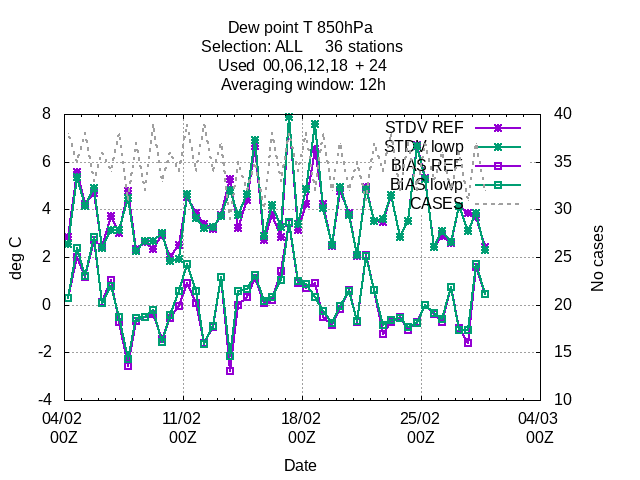 Dew point T 850hPa
Selection: ALL 36 stations
Used 00,06,12,18 + 24
Averaging window: 12h
8 40
STDV REF
STDV lowp
6 35
BIAS REF
BIAS lowp
CASES
4 30
2 25
0 20
-2 15
-4 10
deg C
No cases
04/02 11/02 18/02 25/02 04/03
00Z 00Z 00Z 00Z 00Z
Date